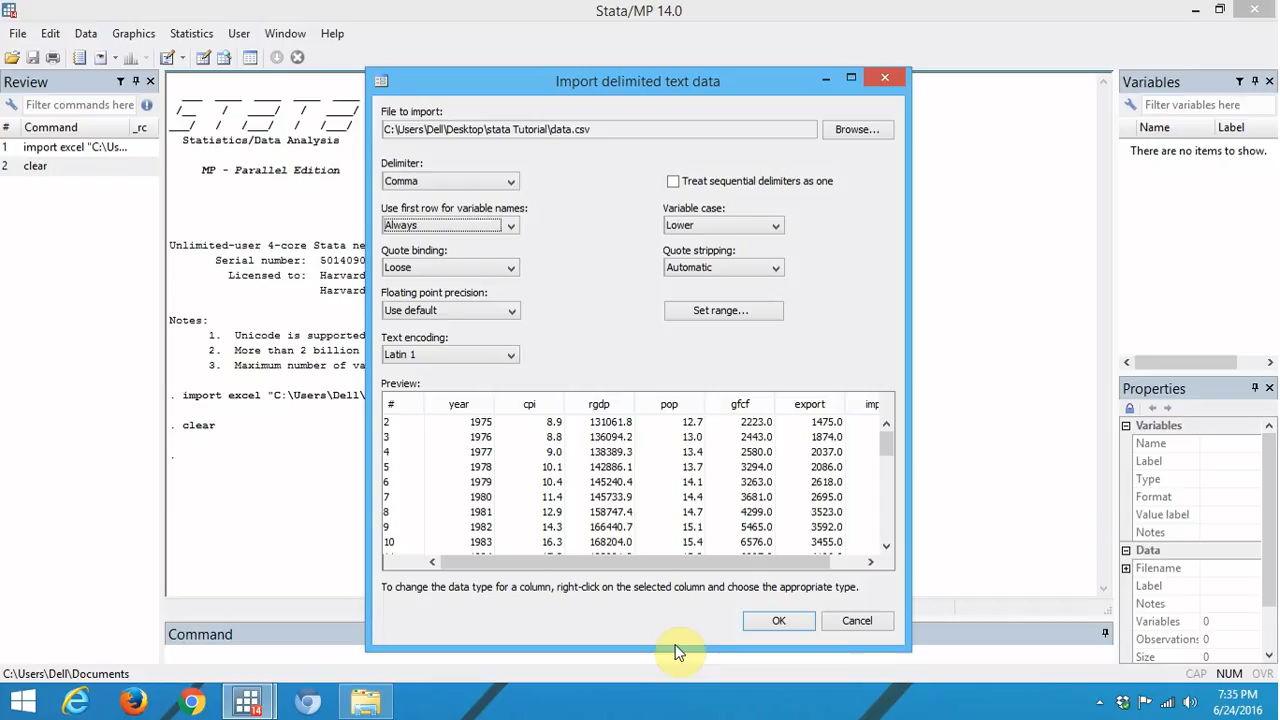 Stata/MP 14.0
File Edit Data Graphics Statistics User Window Help
Review
Filter commands here
# Command _rc
1 import excel "C:\Us...
2 clear
Statistics/Data Analysis
MP - Parallel Edition
Unlimited-user 4-core Stata ne
Serial number: 5014090
Licensed to: Harvard
Harvard
Notes:
1. Unicode is supported
2. More than 2 billion
3. Maximum number of va
. import excel "C:\Users\Dell\
. clear
.
Import delimited text data
File to import:
C:\Users\Dell\Desktop\stata Tutorial\data.csv
Browse...
Delimiter:
Comma
Treat sequential delimiters as one
Use first row for variable names:
Always
Variable case:
Lower
Quote binding:
Loose
Quote stripping:
Automatic
Floating point precision:
Use default
Set range...
Text encoding:
Latin 1
Preview:
# year cpi rgdp pop gfcf export imp
2 1975 8.9 131061.8 12.7 2223.0 1475.0
3 1976 8.8 136094.2 13.0 2443.0 1874.0
4 1977 9.0 138389.3 13.4 2580.0 2037.0
5 1978 10.1 142886.1 13.7 3294.0 2086.0
6 1979 10.4 145240.4 14.1 3263.0 2618.0
7 1980 11.4 145733.9 14.4 3681.0 2695.0
8 1981 12.9 158747.4 14.7 4299.0 3523.0
9 1982 14.3 166440.7 15.1 5465.0 3592.0
10 1983 16.3 168204.0 15.4 6576.0 3455.0
To change the data type for a column, right-click on the selected column and choose the appropriate type.
OK Cancel
Variables
Filter variables here
Name Label
There are no items to show.
Properties
Variables
Name
Label
Type
Format
Value label
Notes
Data
Filename
Label
Notes
Variables 0
Observations 0
Size 0
Command
C:\Users\Dell\Documents
CAP NUM OVR
14
7:35 PM
6/24/2016